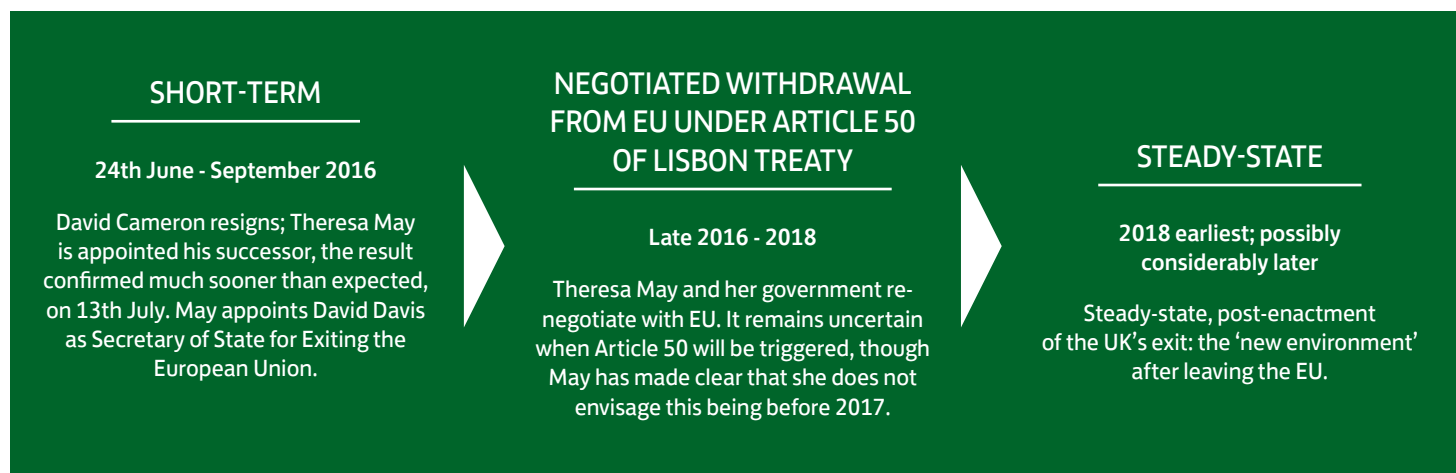 SHORT-TERM
24th June - September 2016
David Cameron resigns; Theresa May
is appointed his successor, the result
confirmed much sooner than expected,
on 13th July. May appoints David Davis
as Secretary of State for Exiting the
European Union.
NEGOTIATED WITHDRAWAL
FROM EU UNDER ARTICLE 50
OF LISBON TREATY
Late 2016 - 2018
Theresa May and her government re-
negotiate with EU. It remains uncertain
when Article 50 will be triggered, though
May has made clear that she does not
envisage this being before 2017.
STEADY-STATE
2018 earliest; possibly
considerably later
Steady-state, post-enactment
of the UK’s exit: the ‘new environment’
after leaving the EU.